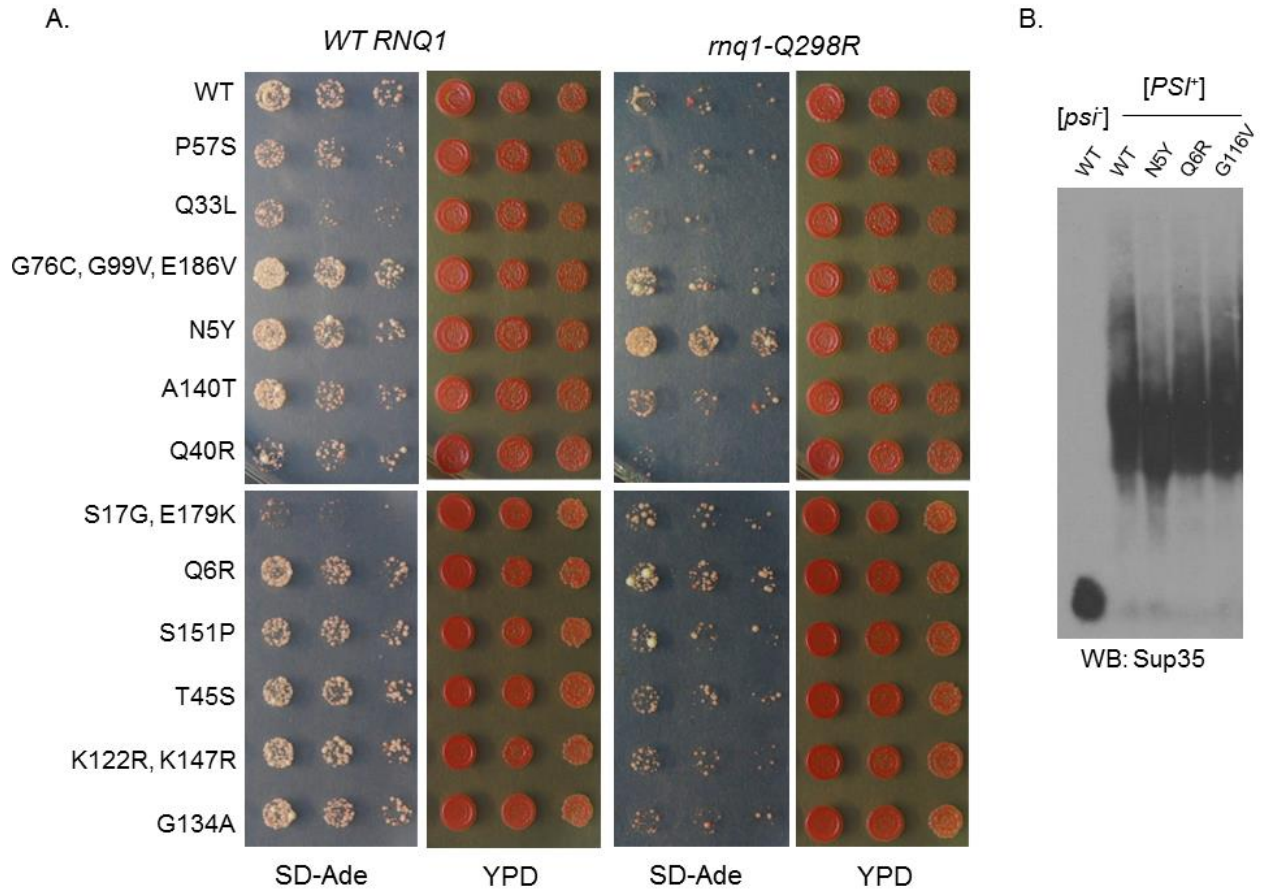 A.
WT RNQ1
rnq1-Q298R
WT
P57S
Q33L
G76C, G99V, E186V
N5Y
A140T
Q40R
S17G, E179K
Q6R
S151P
T45S
K122R, K147R
G134A
SD-Ade
YPD
SD-Ade
YPD
B.
[PSI⁺]
[psi⁻]
WT
WT
N5Y
Q6R
G116V
WB: Sup35